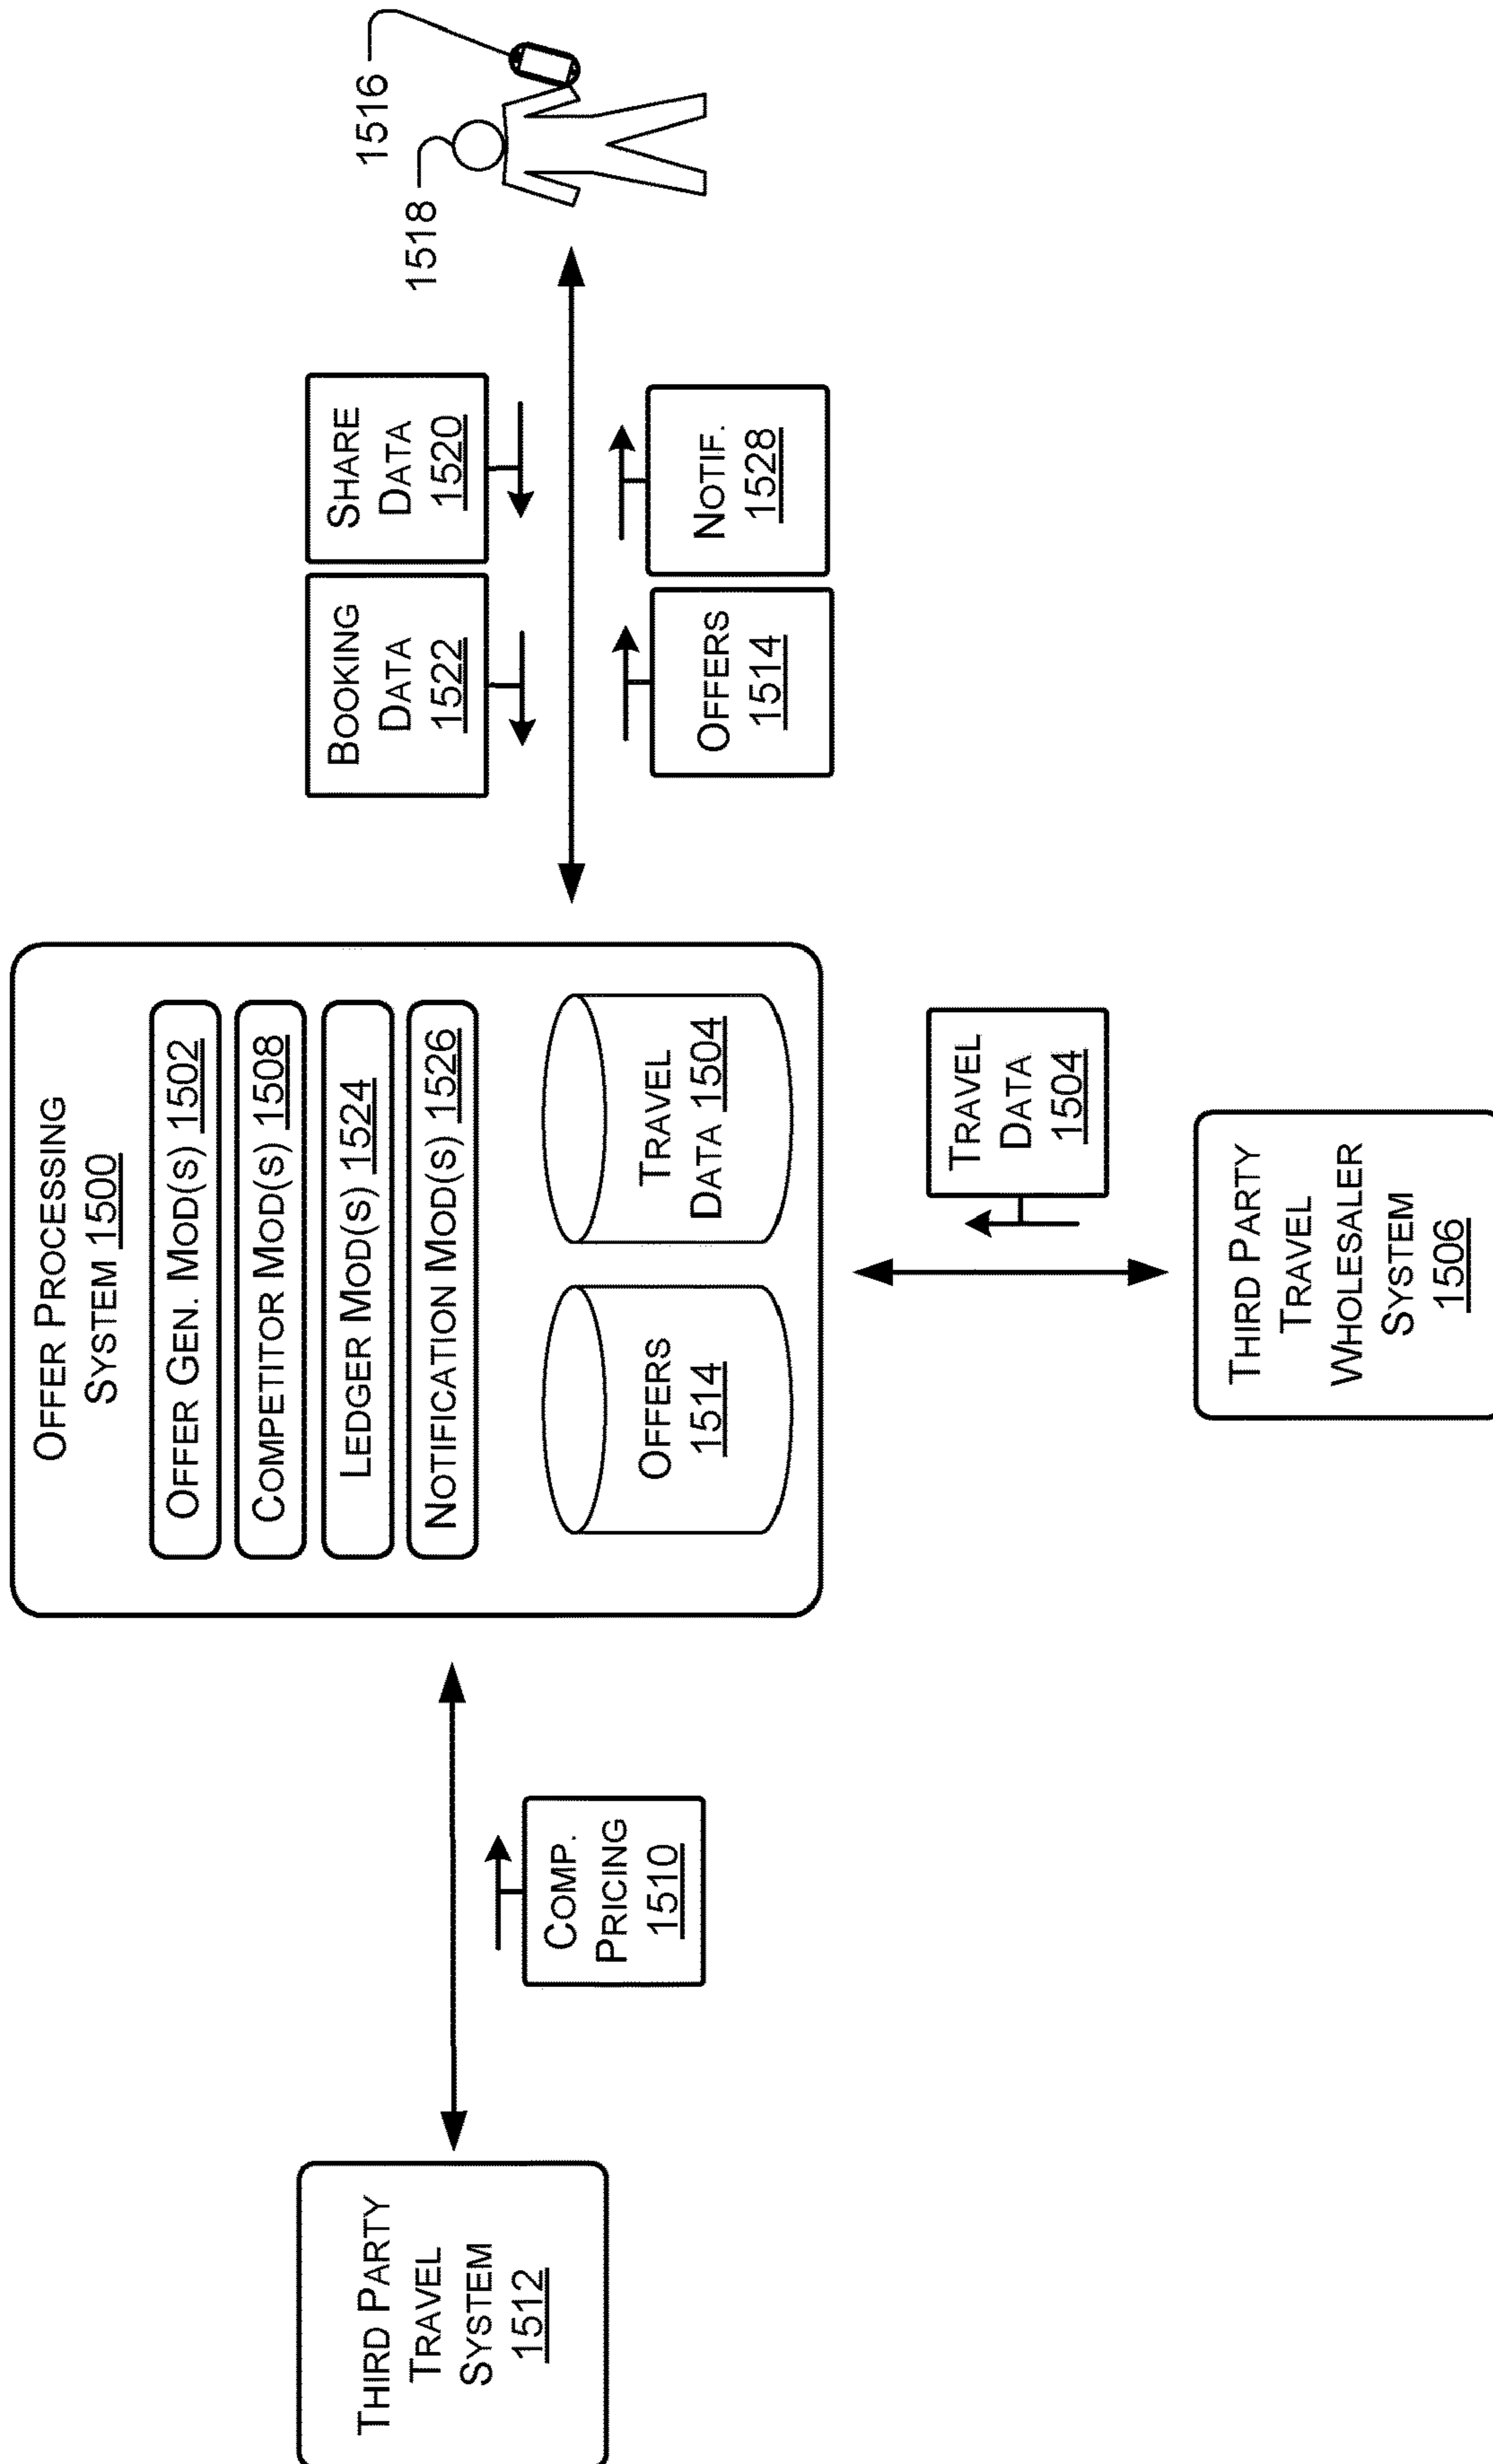 OFFER PROCESSING
SYSTEM 1500
OFFER GEN. MOD(S) 1502
COMPETITOR MOD(S) 1508
LEDGER MOD(S) 1524
NOTIFICATION MOD(S) 1526
OFFERS
1514
TRAVEL
DATA 1504
THIRD PARTY
TRAVEL
SYSTEM
1512
COMP.
PRICING
1510
BOOKING
DATA
1522
SHARE
DATA
1520
OFFERS
1514
NOTIF.
1528
1518
1516
TRAVEL
DATA
1504
THIRD PARTY
TRAVEL
WHOLESALER
SYSTEM
1506